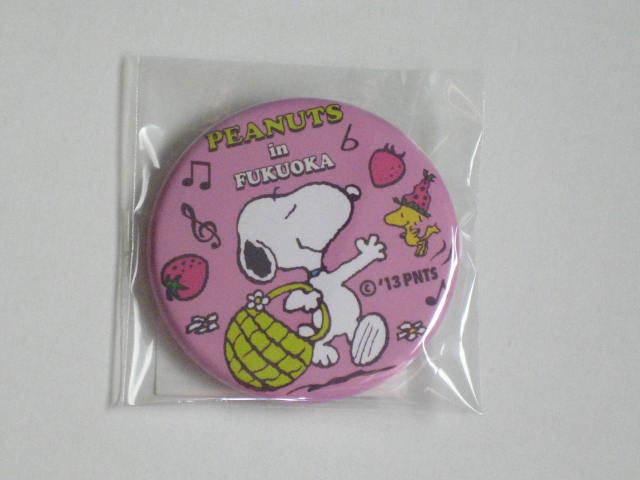 PEANUTS
in
FUKUOKA
© '13 PNTS